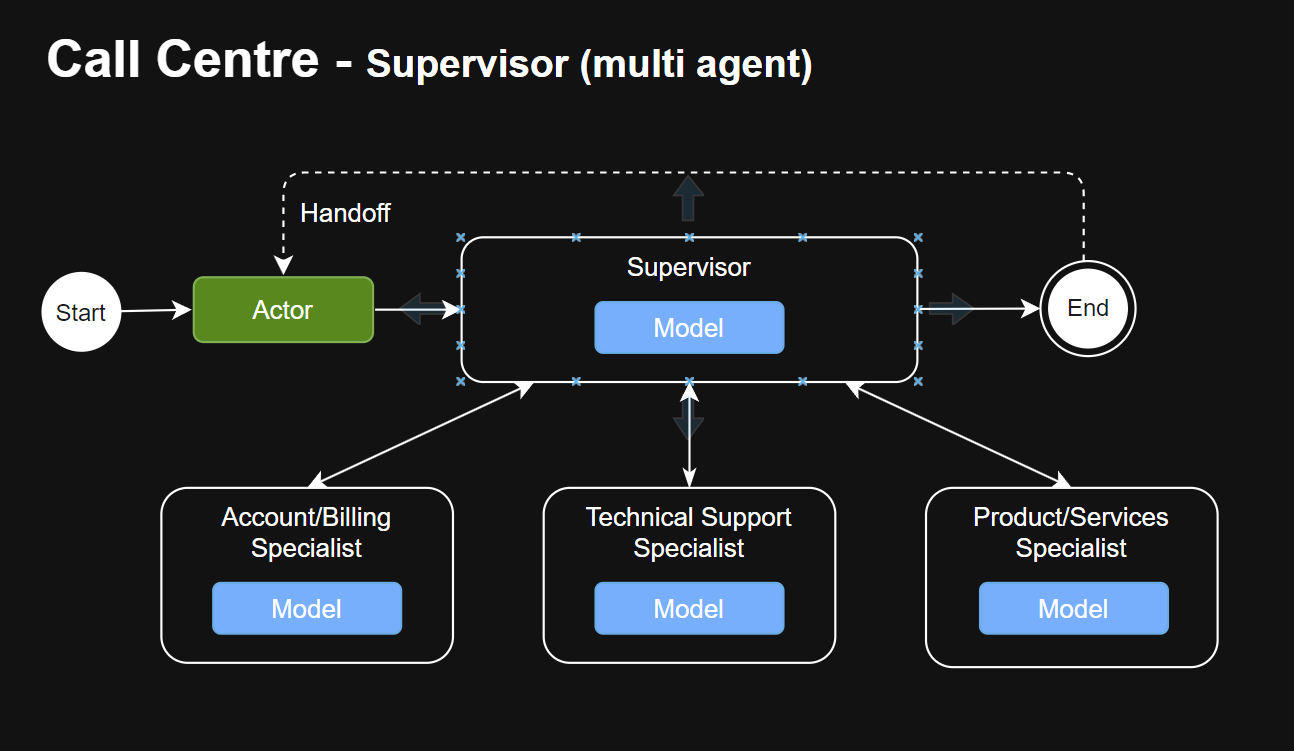 Call Centre - Supervisor (multi agent)
Handoff
Start
Actor
Supervisor
Model
End
Account/Billing
Specialist
Model
Technical Support
Specialist
Model
Product/Services
Specialist
Model